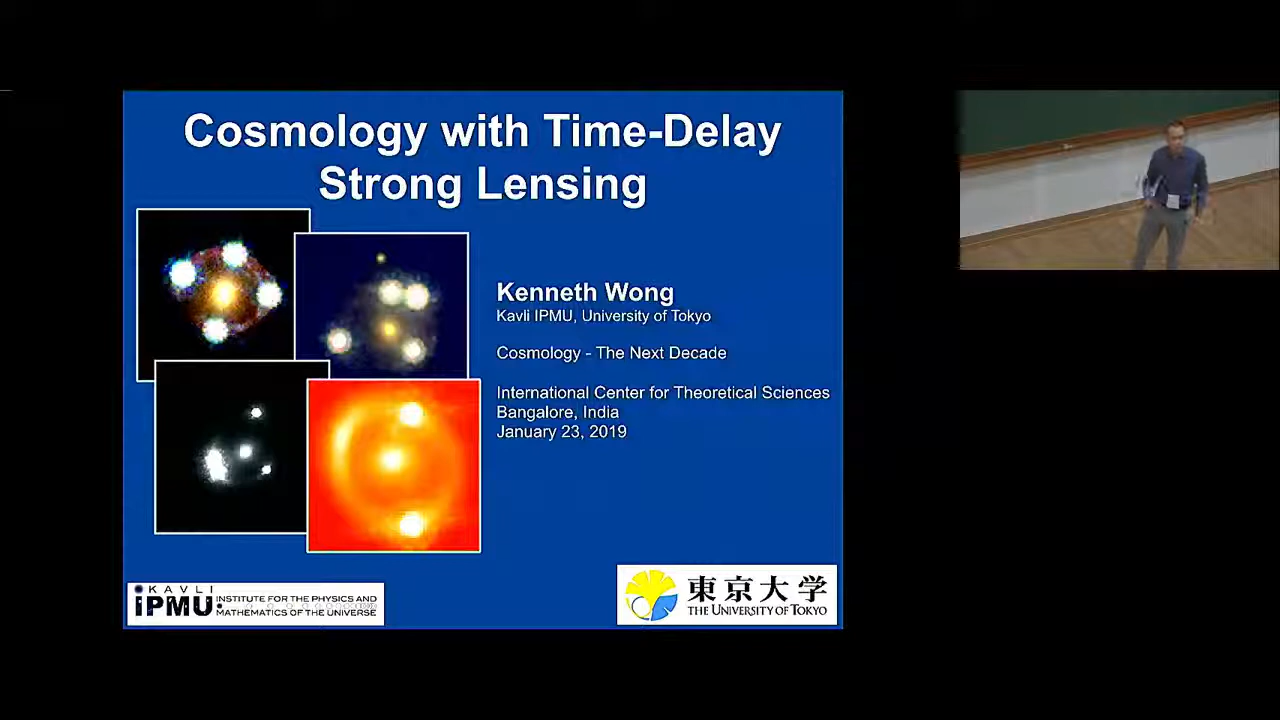 Cosmology with Time-Delay
Strong Lensing
Kenneth Wong
Kavli IPMU, University of Tokyo
Cosmology - The Next Decade
International Center for Theoretical Sciences
Bangalore, India
January 23, 2019
KAVLI
IPMU INSTITUTE FOR THE PHYSICS AND
MATHEMATICS OF THE UNIVERSE
東京大学
THE UNIVERSITY OF TOKYO